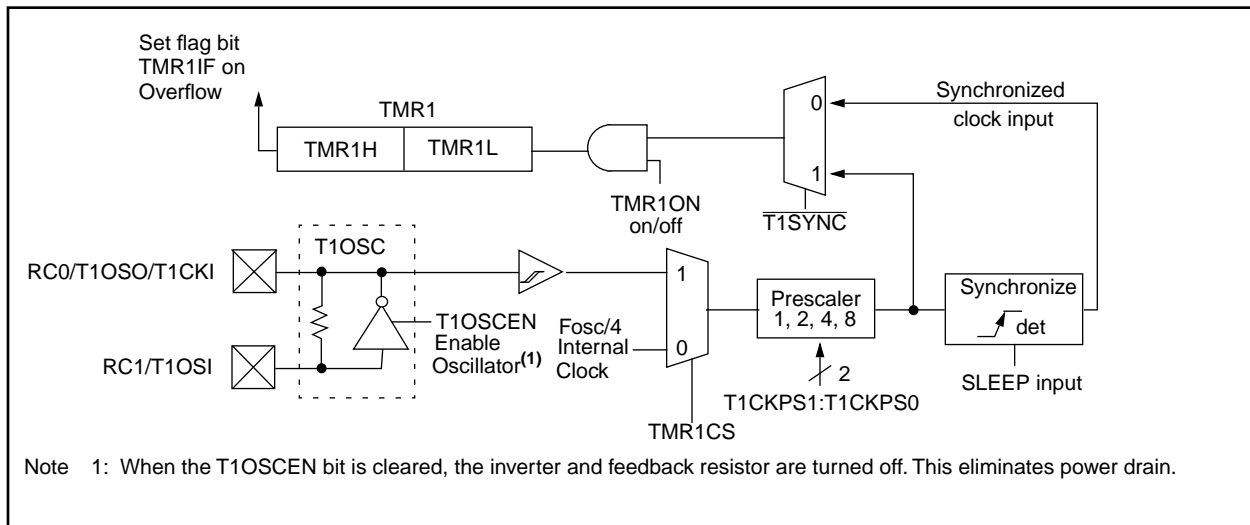 Set flag bit
TMR1IF on
Overflow
TMR1
TMR1H
TMR1L
TMR1ON
on/off
0
1
T1SYNC
Synchronized
clock input
T1OSC
RC0/T1OSO/T1CKI
RC1/T1OSI
T1OSCEN
Enable
Oscillator(1)
Fosc/4
Internal
Clock
1
0
TMR1CS
Prescaler
1, 2, 4, 8
2
T1CKPS1:T1CKPS0
Synchronize
det
SLEEP input
Note 1: When the T1OSCEN bit is cleared, the inverter and feedback resistor are turned off. This eliminates power drain.